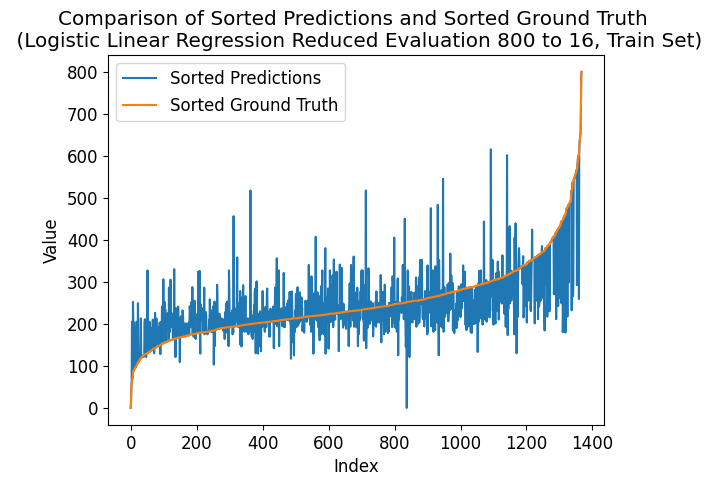 Comparison of Sorted Predictions and Sorted Ground Truth
(Logistic Linear Regression Reduced Evaluation 800 to 16, Train Set)
Sorted Predictions
Sorted Ground Truth
800
700
600
500
400
300
200
100
0
Value
0 200 400 600 800 1000 1200 1400
Index